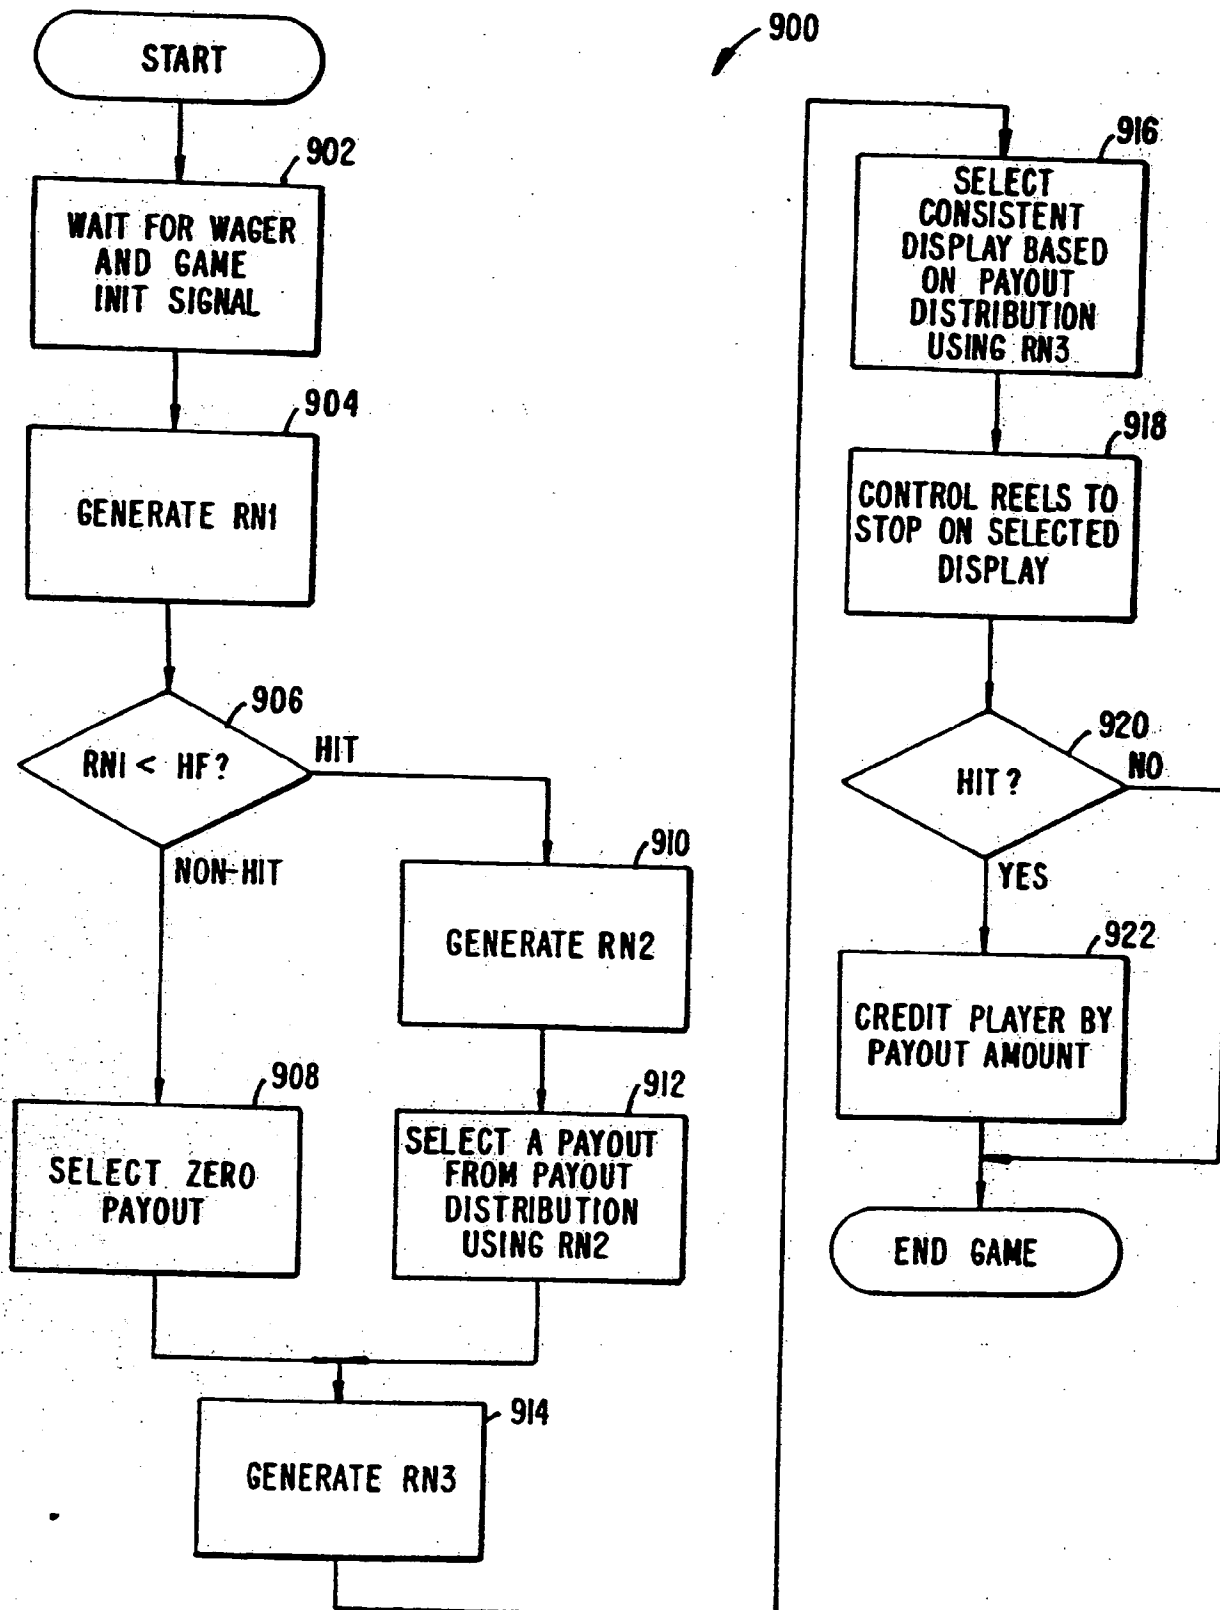 900
START
902
WAIT FOR WAGER
AND GAME
INIT SIGNAL
904
GENERATE RN1
906
RN1 < HF?
HIT
NON-HIT
910
GENERATE RN2
908
SELECT ZERO
PAYOUT
912
SELECT A PAYOUT
FROM PAYOUT
DISTRIBUTION
USING RN2
914
GENERATE RN3
916
SELECT
CONSISTENT
DISPLAY BASED
ON PAYOUT
DISTRIBUTION
USING RN3
918
CONTROL REELS TO
STOP ON SELECTED
DISPLAY
920
HIT?
NO
YES
922
CREDIT PLAYER BY
PAYOUT AMOUNT
END GAME